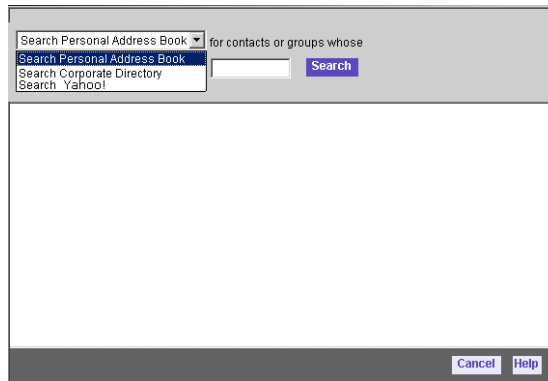 Search Personal Address Book for contacts or groups whose
Search Personal Address Book
Search Corporate Directory
Search Yahoo!
Search
Cancel Help